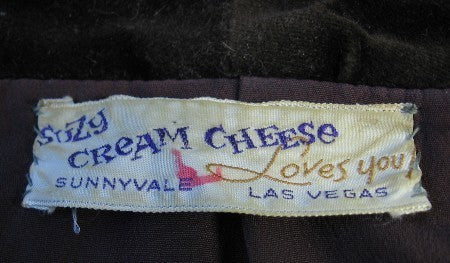 Suzy
CREAM CHEESE
Loves you!
SUNNYVALE LAS VEGAS